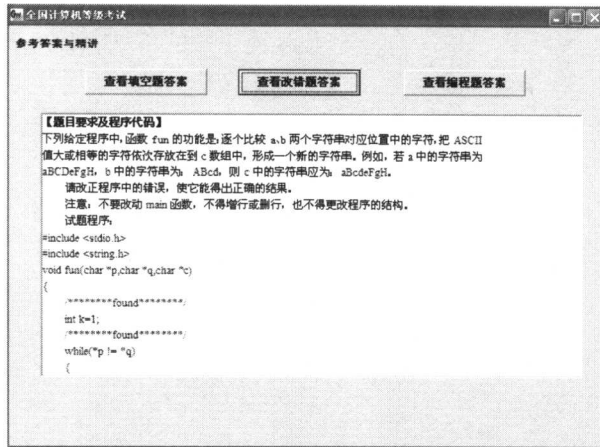 全国计算机等级考试
参考答案与精讲
查看填空题答案 查看改错题答案 查看编程题答案
【题目要求及程序代码】
下列给定程序中,函数 fun 的功能是:逐个比较 a、b 两个字符串对应位置中的字符,把 ASCII
值大或相等的字符依次存放在到 c 数组中, 形成一个新的字符串。例如, 若 a 中的字符串为
aBCDeFgH, b 中的字符串为: ABcd, 则 c 中的字符串应为: aBcdeFgH。
请改正程序中的错误, 使它能得出正确的结果。
注意: 不要改动 main 函数, 不得增行或删行, 也不得更改程序的结构。
试题程序:
#include <stdio.h>
#include <string.h>
void fun(char *p,char *q,char *c)
{
/********found********/
int k=1;
/********found********/
while(*p != *q)
{